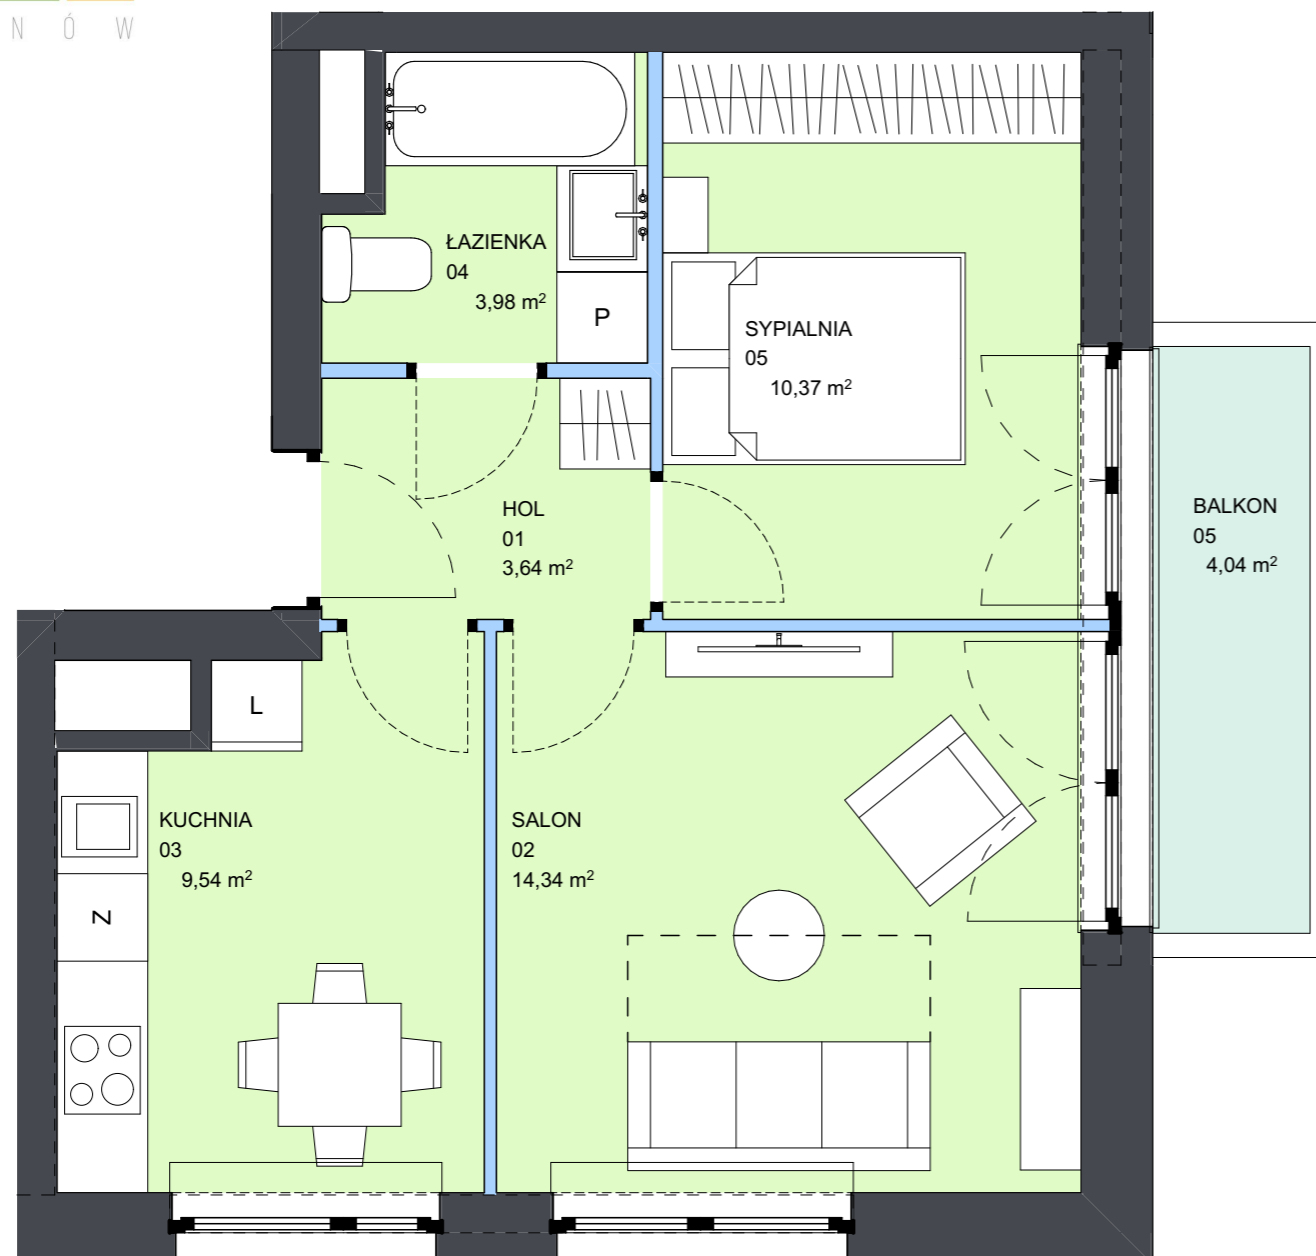 N Ó W
ŁAZIENKA
04
3,98 m²
P
SYPIALNIA
05
10,37 m²
HOL
01
3,64 m²
BALKON
05
4,04 m²
L
KUCHNIA
03
9,54 m²
Z
SALON
02
14,34 m²